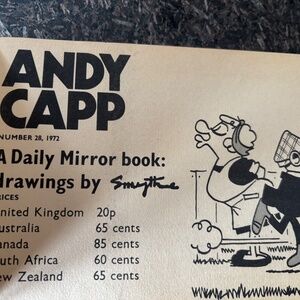 ANDY
CAPP
NUMBER 28, 1972
A Daily Mirror book:
drawings by Smythe
PRICES
United Kingdom 20p
Australia 65 cents
Canada 85 cents
South Africa 60 cents
New Zealand 65 cents